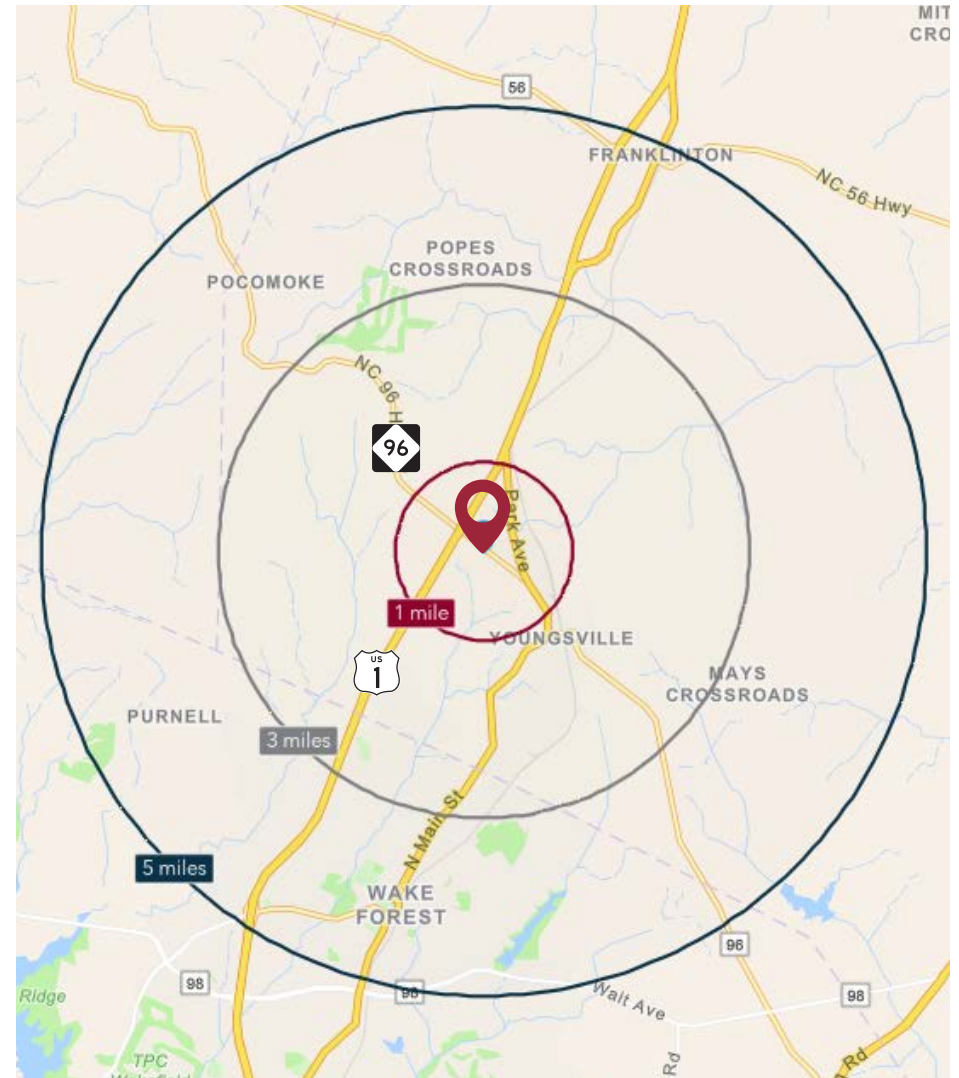 MIT
CRO
56
FRANKLINTON
NC 56 Hwy
POPES
CROSSROADS
POCOMOKE
NC 96 H
96
Park Ave
1 mile
YOUNGSVILLE
US
1
MAYS
CROSSROADS
PURNELL
3 miles
N Main St
5 miles
WAKE
FOREST
96
98
98
Wait Ave
98
Ridge
TPC
Rd
Rd